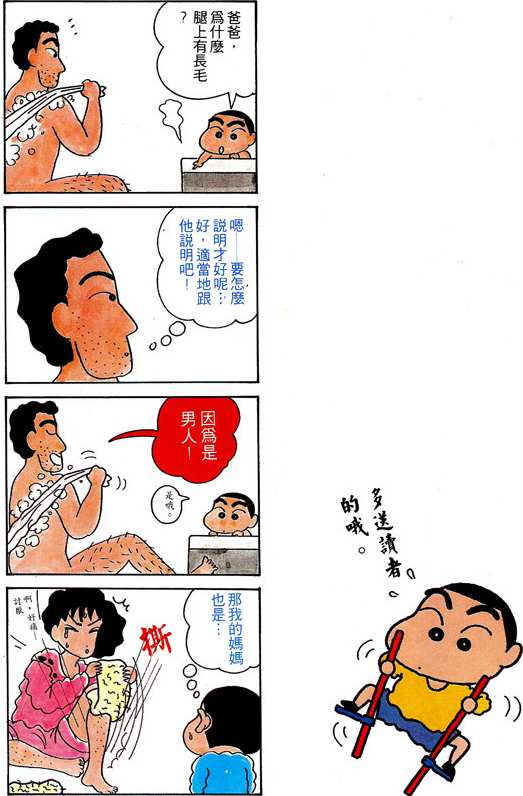 爸爸，
為什麼
腿上有長毛
？
嗯……要怎麼
說明才好呢…
好，適當地跟
他說明吧！
因為是
男人！
是哦。
那我的媽媽
也是…
撕
啊，好痛
討厭
多送讀者。
的哦。